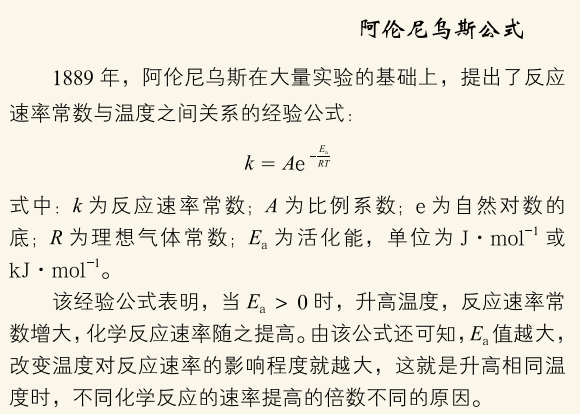 阿伦尼乌斯公式
1889 年，阿伦尼乌斯在大量实验的基础上，提出了反应
速率常数与温度之间关系的经验公式：
k = Ae^{-\frac{E_a}{RT}}
式中：k 为反应速率常数；A 为比例系数；e 为自然对数的
底；R 为理想气体常数；Eₐ 为活化能，单位为 J·mol⁻¹ 或
kJ·mol⁻¹。
该经验公式表明，当 Eₐ > 0 时，升高温度，反应速率常
数增大，化学反应速率随之提高。由该公式还可知，Eₐ 值越大，
改变温度对反应速率的影响程度就越大，这就是升高相同温
度时，不同化学反应的速率提高的倍数不同的原因。